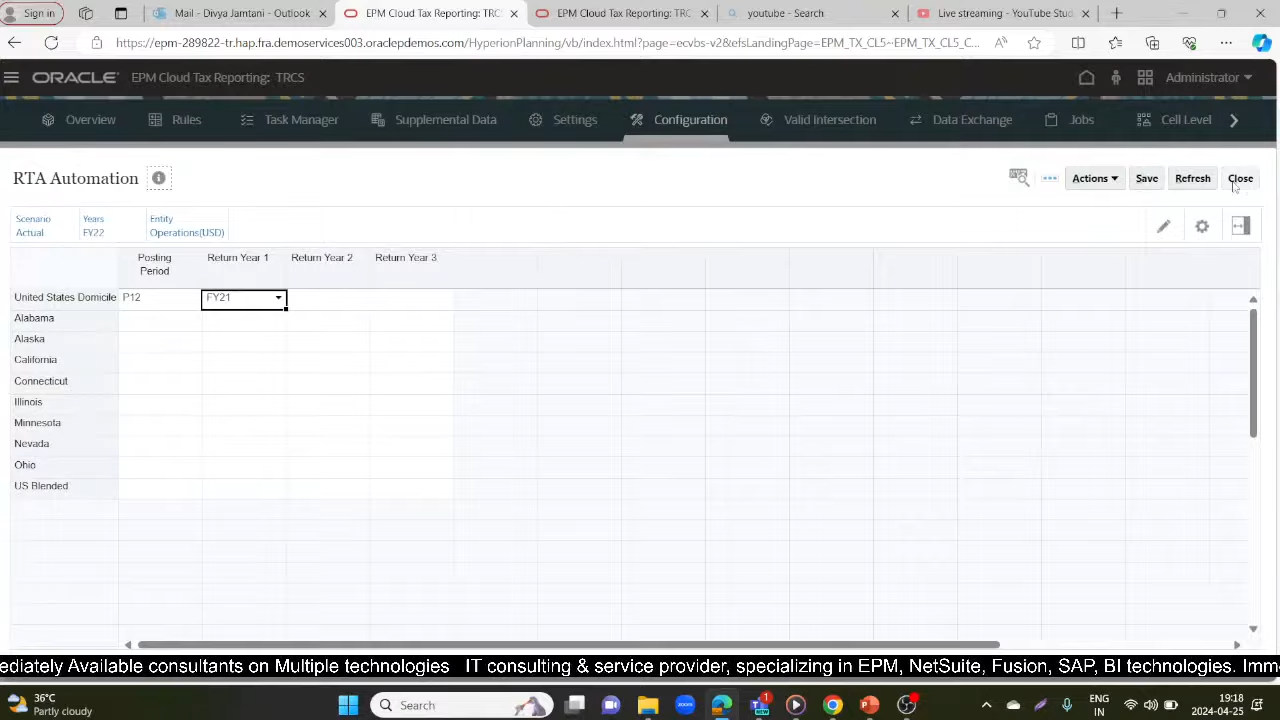 Sign in
Mail - Divya Jamtani - Outlook
EPM Cloud Tax Reporting: TRCS
EPM Cloud Tax Reporting: TRC
youtube - Search
Live streaming - YouTube Stu
https://epm-289822-tr.hap.fra.demoservices003.oraclepdemos.com/HyperionPlanning/vb/index.html?page=ecvbs-v2&efsLandingPage=EPM_TX_CL5~EPM_TX_CL5_C...
ORACLE EPM Cloud Tax Reporting: TRCS Administrator
Overview Rules Task Manager Supplemental Data Settings Configuration Valid Intersection Data Exchange Jobs Cell Level
RTA Automation Actions Save Refresh Close
Scenario Years Entity
Actual FY22 Operations(USD)
Posting Period Return Year 1 Return Year 2 Return Year 3
United States Domicile P12 FY21
Alabama
Alaska
California
Connecticut
Illinois
Minnesota
Nevada
Ohio
US Blended
ediately Available consultants on Multiple technologies IT consulting & service provider, specializing in EPM, NetSuite, Fusion, SAP, BI technologies. Imm
36°C
Partly cloudy
Search
1
ENG
IN
19:18
2024-04-25